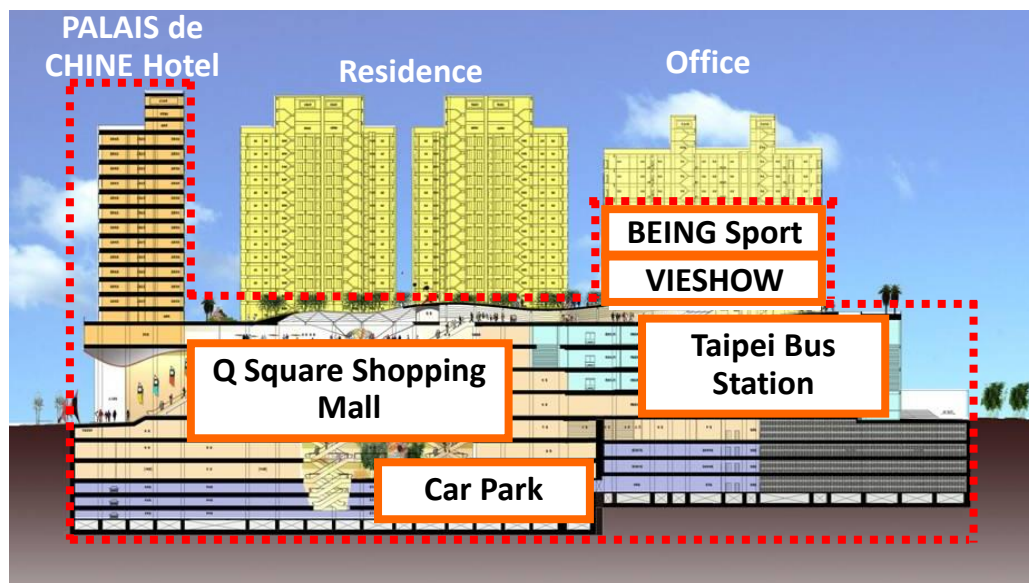 PALAIS de
CHINE Hotel
Residence
Office
BEING Sport
VIESHOW
Taipei Bus
Station
Q Square Shopping
Mall
Car Park